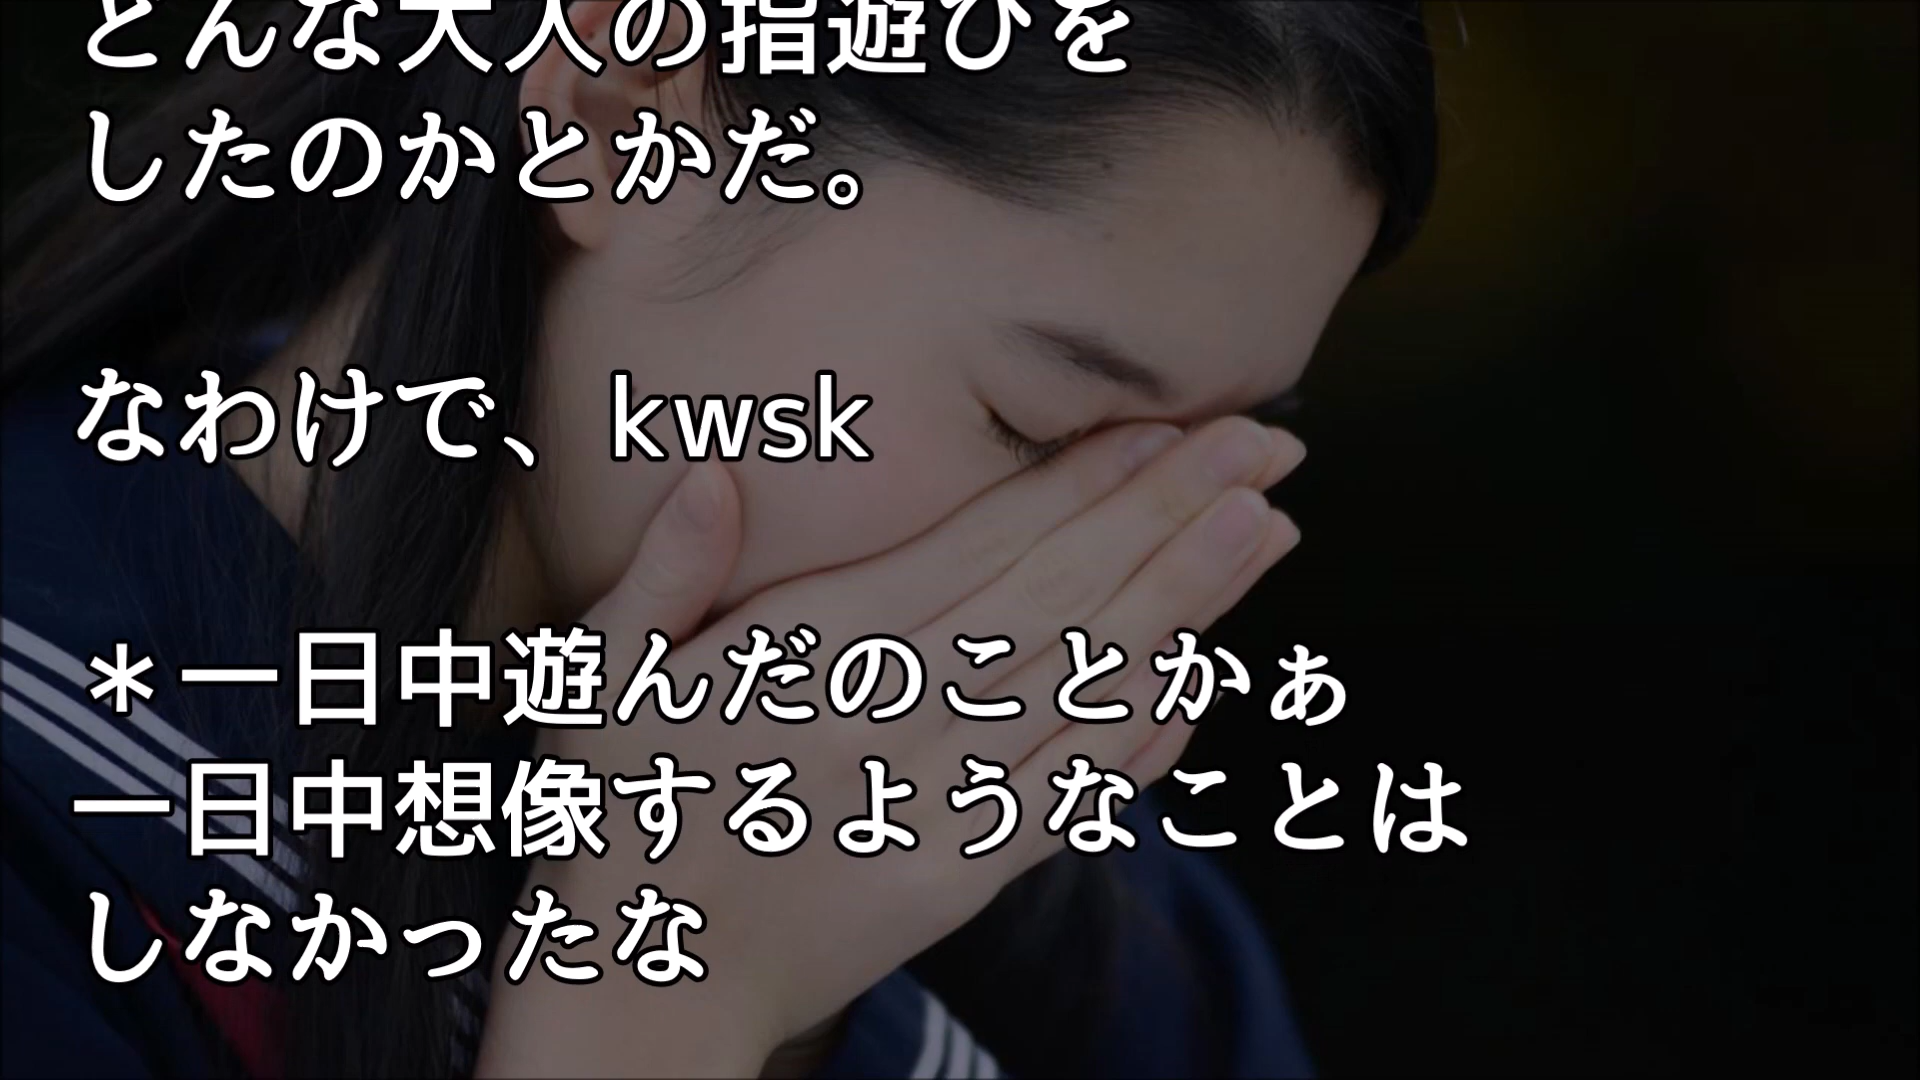 どんな大人の指遊びを
したのかとかだ。
なわけで、kwsk
＊一日中遊んだのことかぁ
一日中想像するようなことは
しなかったな